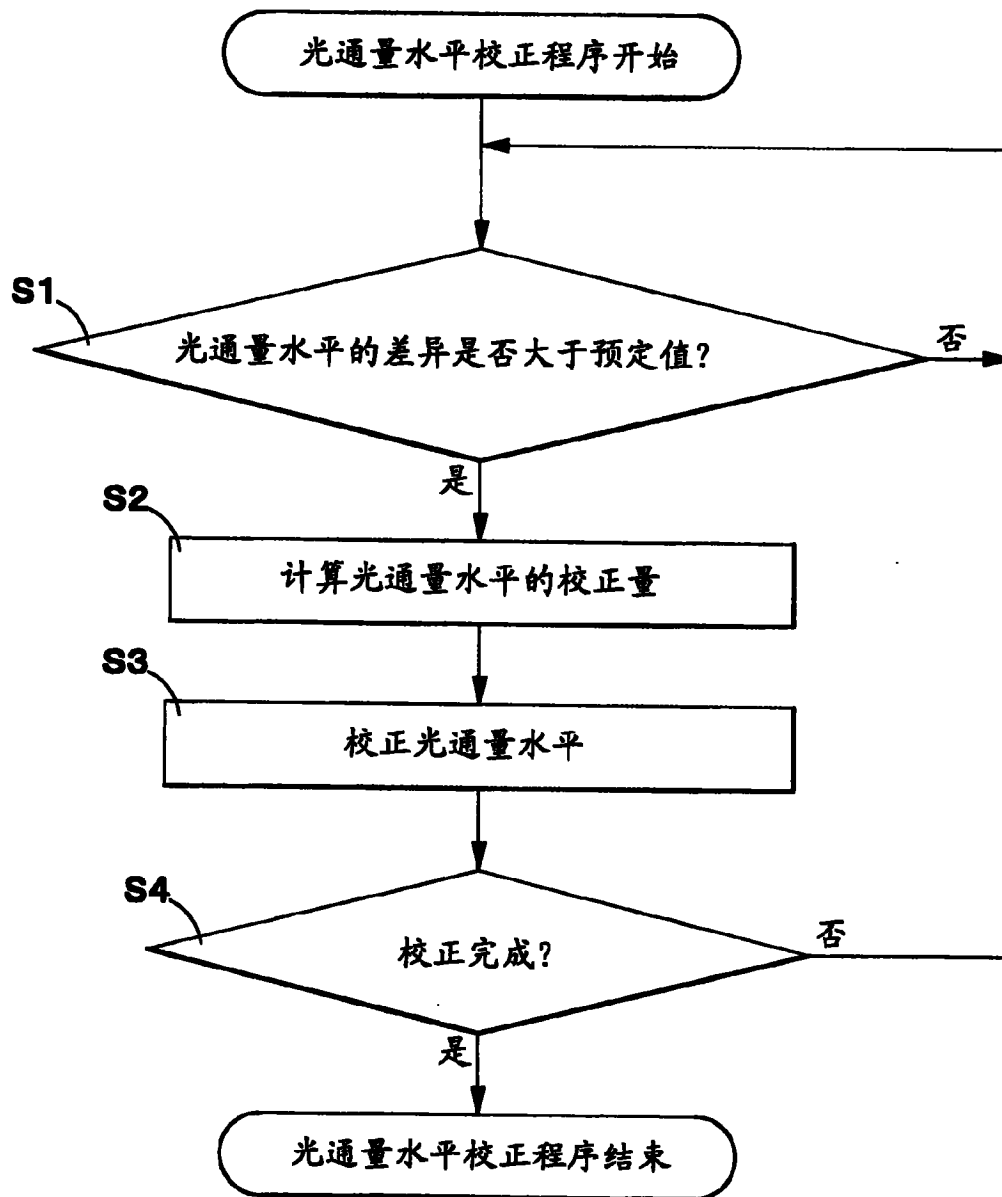 光通量水平校正程序开始
S1
光通量水平的差异是否大于预定值?
否
是
S2
计算光通量水平的校正量
S3
校正光通量水平
S4
校正完成?
否
是
光通量水平校正程序结束